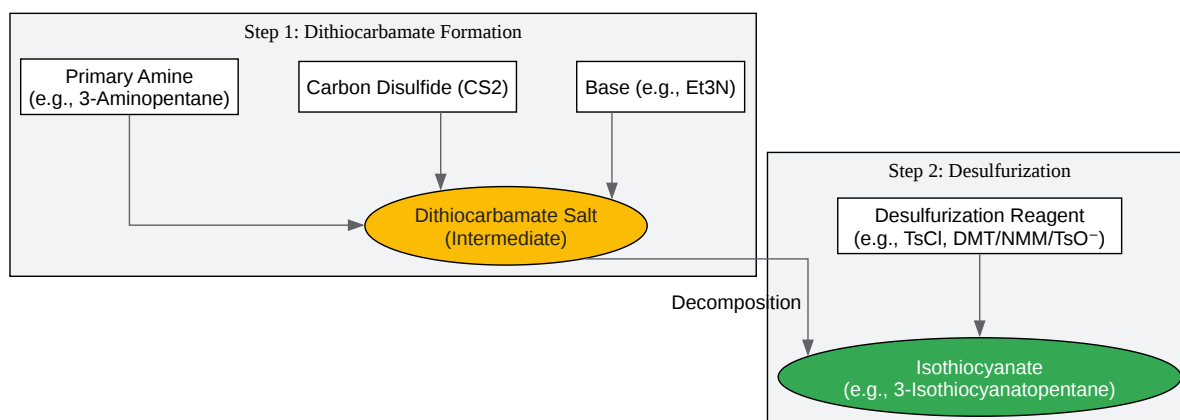 Step 1: Dithiocarbamate Formation
Primary Amine
(e.g., 3-Aminopentane)
Carbon Disulfide (CS2)
Base (e.g., Et3N)
Dithiocarbamate Salt
(Intermediate)
Decomposition
Step 2: Desulfurization
Desulfurization Reagent
(e.g., TsCl, DMT/NMM/TsO⁻)
Isothiocyanate
(e.g., 3-Isothiocyanatopentane)